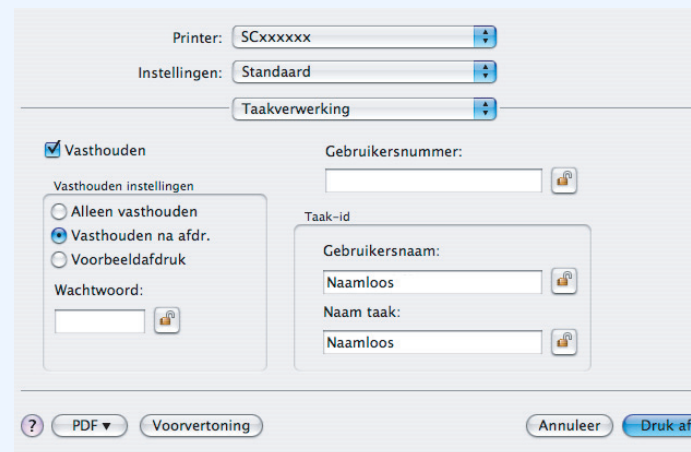 Printer: SCxxxxxx
Instellingen: Standaard
Taakverwerking
Vasthouden
Vasthouden instellingen
Alleen vasthouden
Vasthouden na afdr.
Voorbeeldafdruk
Wachtwoord:
Gebruikersnummer:
Taak-id
Gebruikersnaam:
Naamloos
Naam taak:
Naamloos
? PDF ▼ Voorvertoning Annuleer Druk af